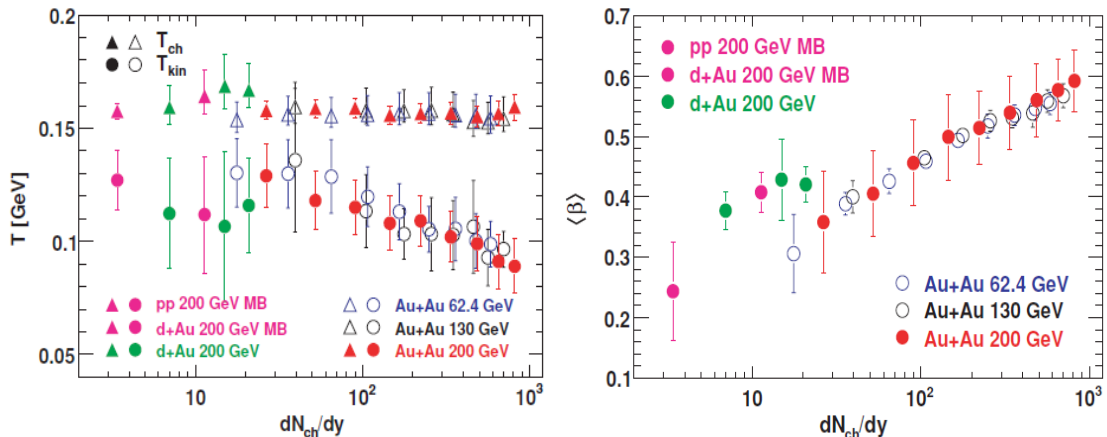 0.2
0.15
0.1
0.05
T [GeV]
T_ch
T_kin
pp 200 GeV MB
d+Au 200 GeV MB
d+Au 200 GeV
Au+Au 62.4 GeV
Au+Au 130 GeV
Au+Au 200 GeV
10 10² 10³
dN_ch/dy
0.6
0.5
0.4
0.3
0.2
0.1
⟨β⟩
pp 200 GeV MB
d+Au 200 GeV MB
d+Au 200 GeV
Au+Au 62.4 GeV
Au+Au 130 GeV
Au+Au 200 GeV
10 10² 10³
dN_ch/dy